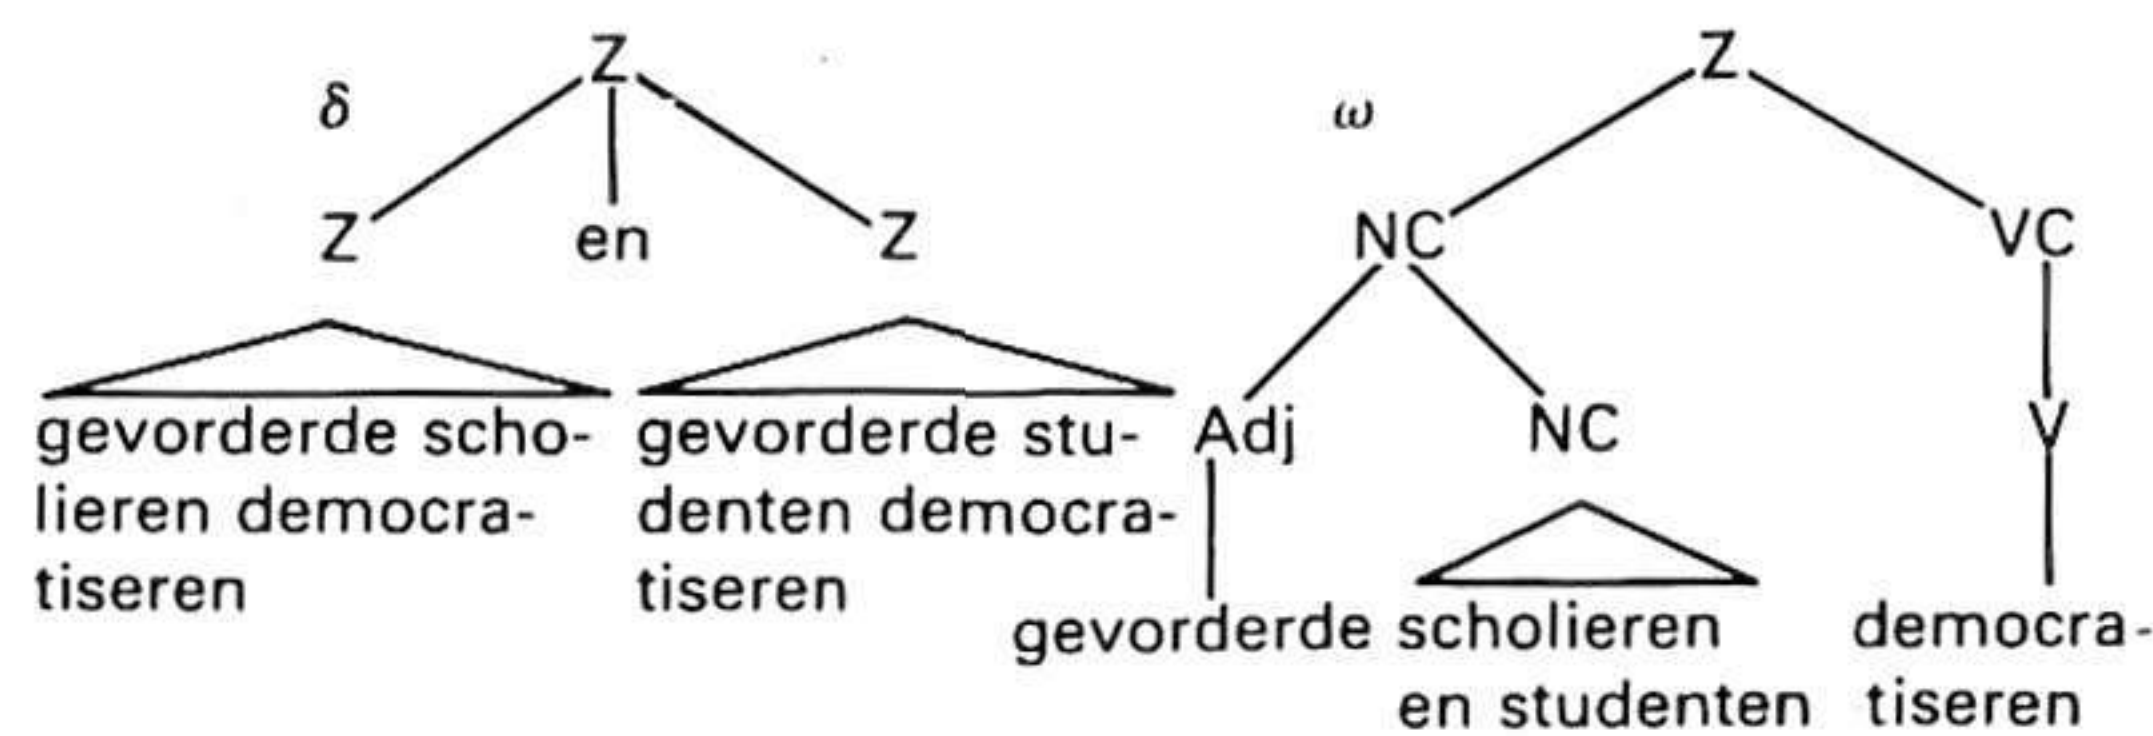 Z
δ
Z en Z
gevorderde scho-
lieren democra-
tiseren
gevorderde stu-
denten democra-
tiseren
Z
ω
NC VC
Adj NC V
gevorderde scholieren
en studenten
democra-
tiseren